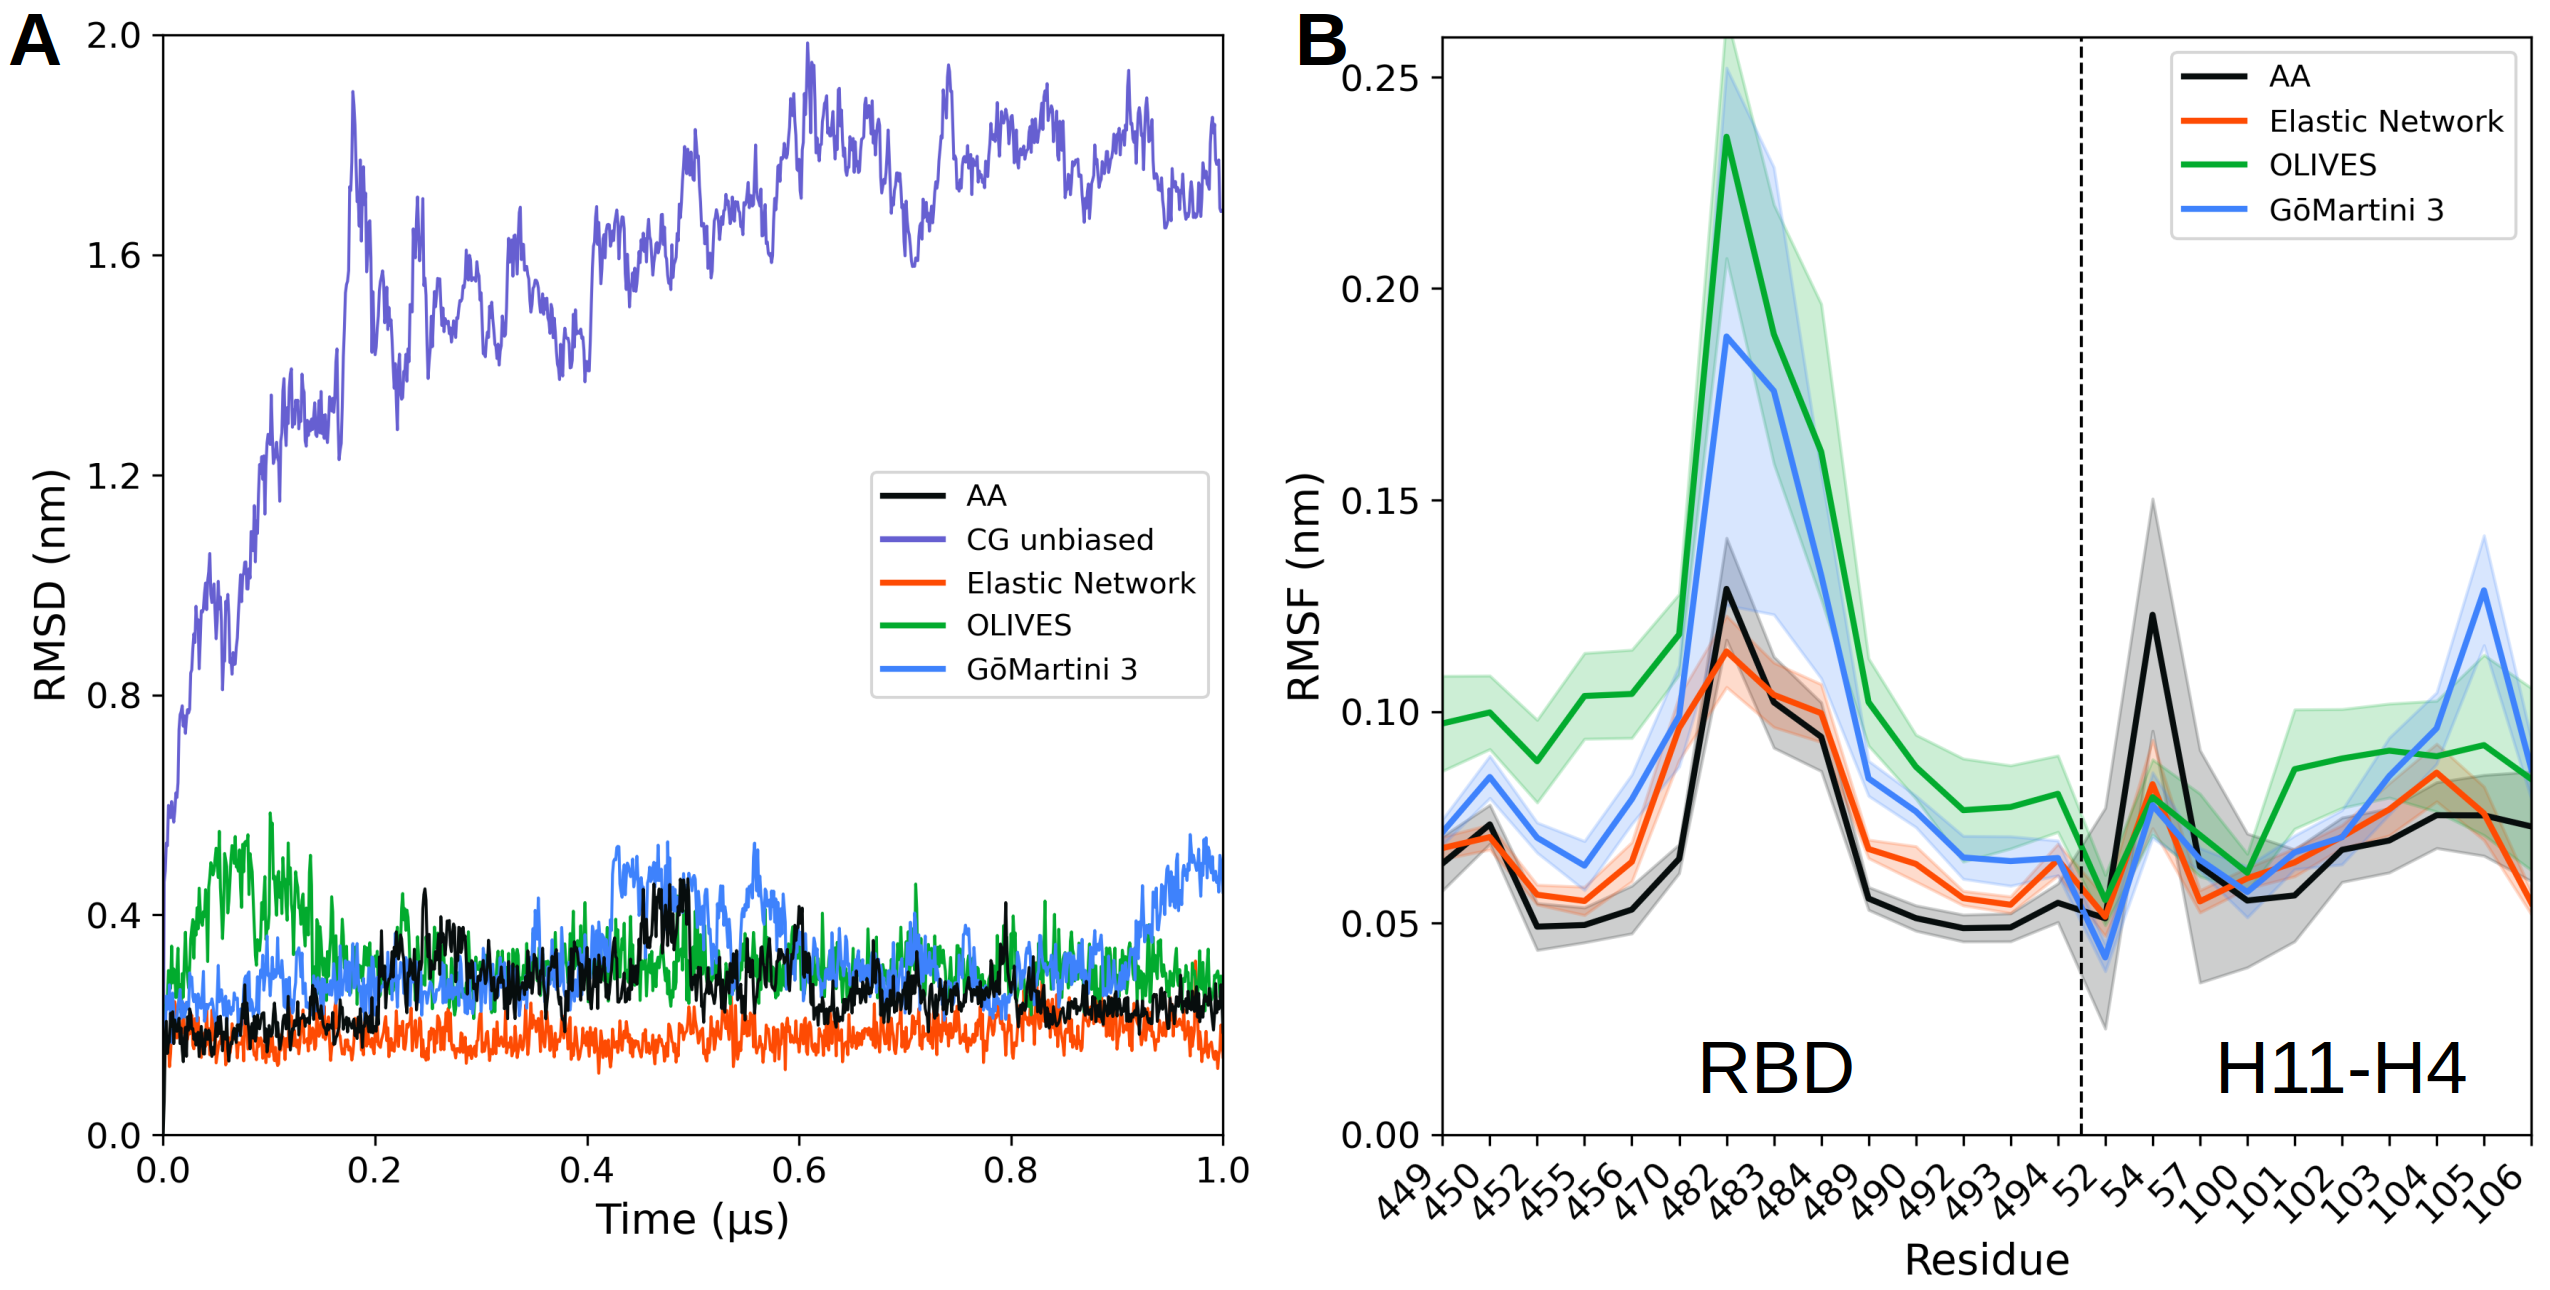 A
2.0
1.6
1.2
0.8
0.4
0.0
RMSD (nm)
AA
CG unbiased
Elastic Network
OLIVES
GōMartini 3
0.0 0.2 0.4 0.6 0.8 1.0
Time (μs)
B
0.25
0.20
0.15
0.10
0.05
0.00
RMSF (nm)
AA
Elastic Network
OLIVES
GōMartini 3
RBD
H11-H4
449 450 452 455 456 470 482 483 484 489 490 492 493 494 52 54 57 100 101 102 103 104 105 106
Residue